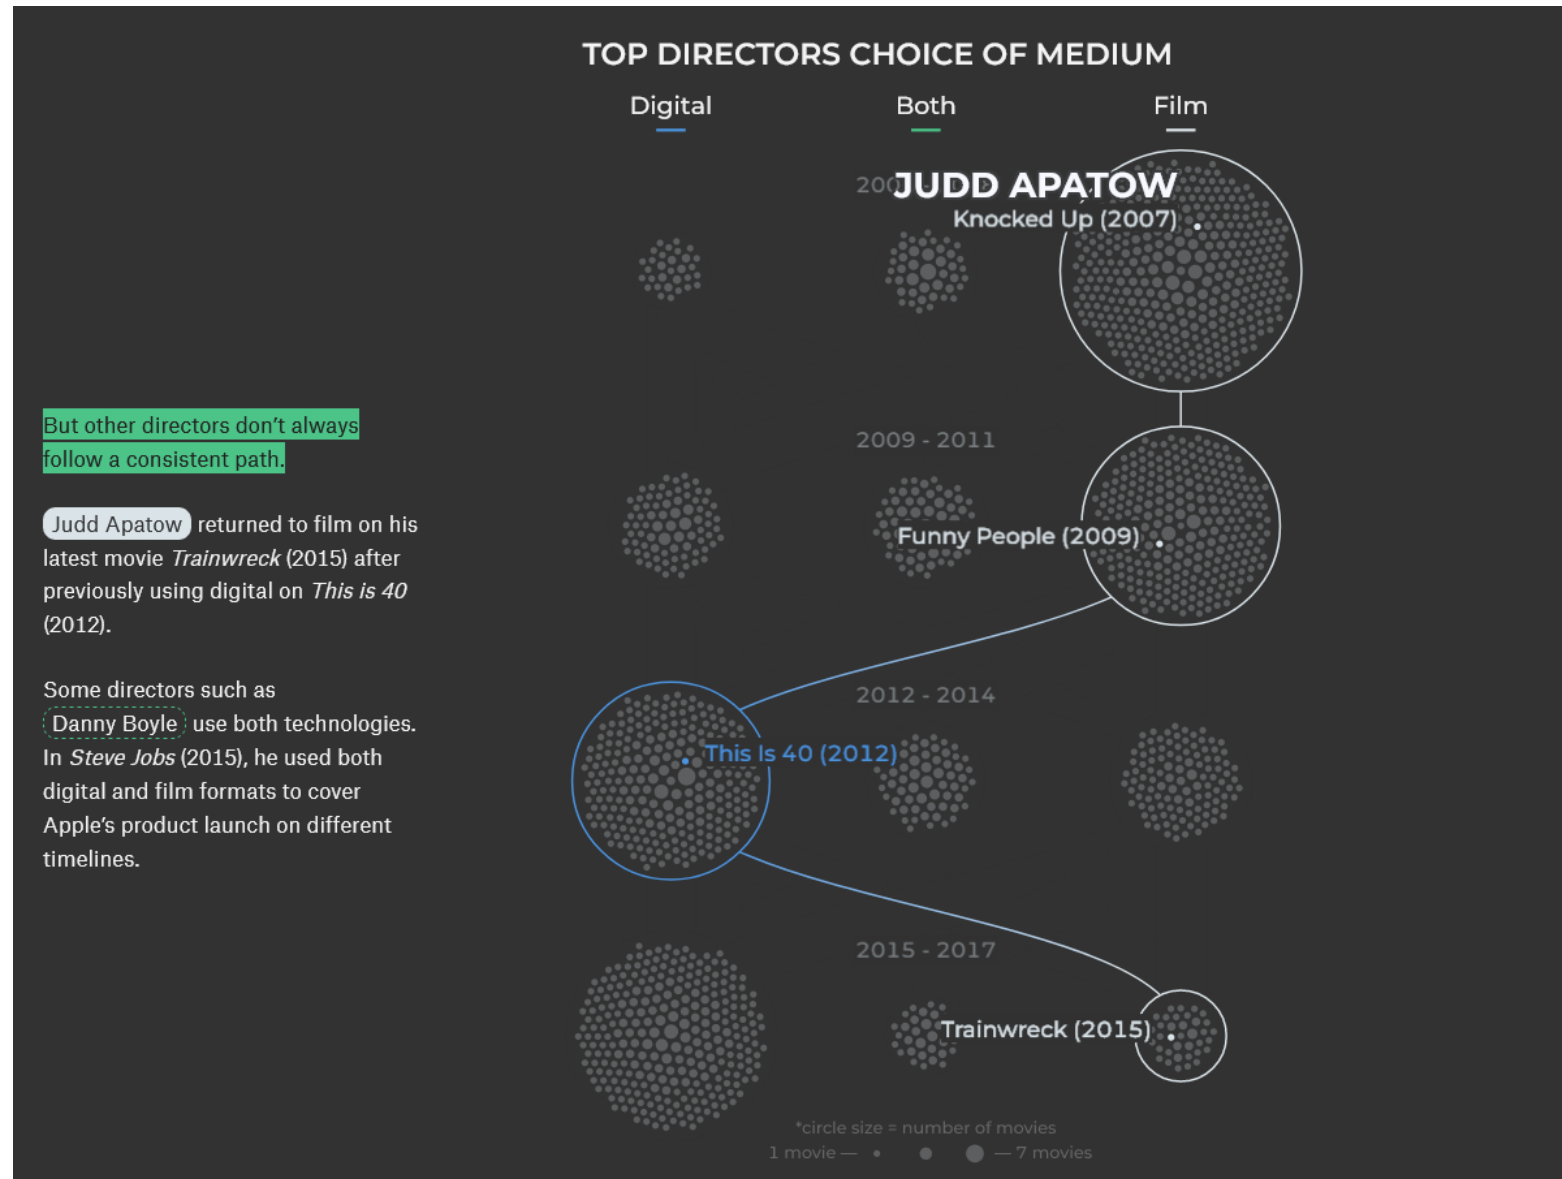 TOP DIRECTORS CHOICE OF MEDIUM
Digital
Both
Film
JUDD APATOW
Knocked Up (2007)
But other directors don't always
follow a consistent path.
Judd Apatow returned to film on his
latest movie Trainwreck (2015) after
previously using digital on This is 40
(2012).
Some directors such as
Danny Boyle use both technologies.
In Steve Jobs (2015), he used both
digital and film formats to cover
Apple's product launch on different
timelines.
2009 - 2011
Funny People (2009)
2012 - 2014
This Is 40 (2012)
2015 - 2017
Trainwreck (2015)
*circle size = number of movies
1 movie — — 7 movies